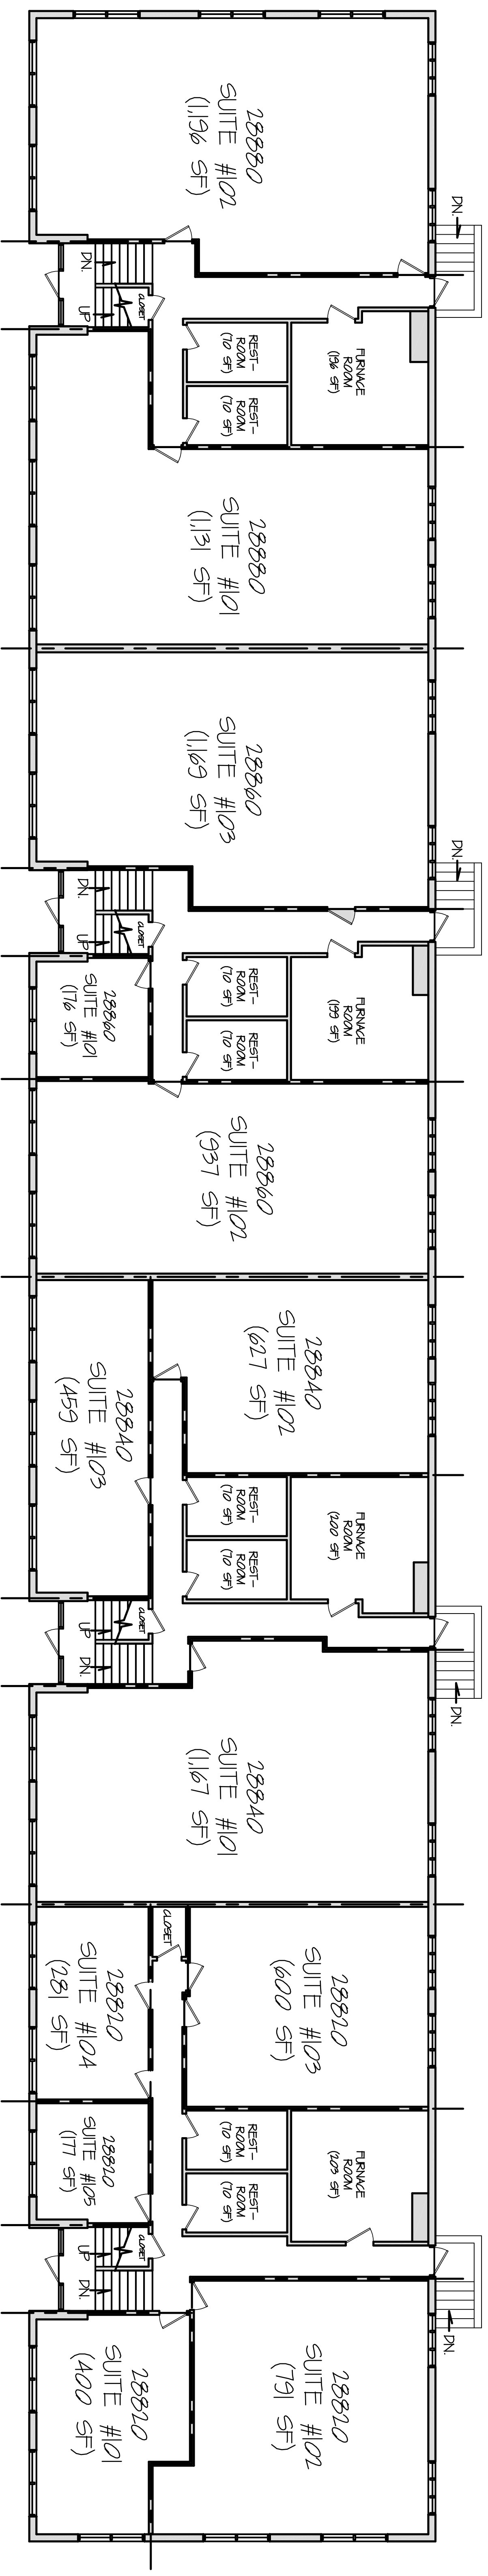 28880
SUITE #102
(1,196 SF)
DN.
DN.
UP
CLOSET
REST-
ROOM
(70 SF)
REST-
ROOM
(70 SF)
FURNACE
ROOM
(196 SF)
28880
SUITE #101
(1,131 SF)
28860
SUITE #103
(1,169 SF)
DN.
DN.
UP
CLOSET
REST-
ROOM
(70 SF)
REST-
ROOM
(70 SF)
FURNACE
ROOM
(199 SF)
28860
SUITE #101
(176 SF)
28860
SUITE #102
(937 SF)
28840
SUITE #102
(627 SF)
28840
SUITE #103
(459 SF)
REST-
ROOM
(70 SF)
REST-
ROOM
(70 SF)
FURNACE
ROOM
(200 SF)
CLOSET
UP
DN.
DN.
28840
SUITE #101
(1,167 SF)
CLOSET
28820
SUITE #103
(600 SF)
28820
SUITE #104
(281 SF)
28820
SUITE #105
(177 SF)
REST-
ROOM
(70 SF)
REST-
ROOM
(70 SF)
FURNACE
ROOM
(203 SF)
CLOSET
UP
DN.
DN.
28820
SUITE #102
(791 SF)
28820
SUITE #101
(400 SF)